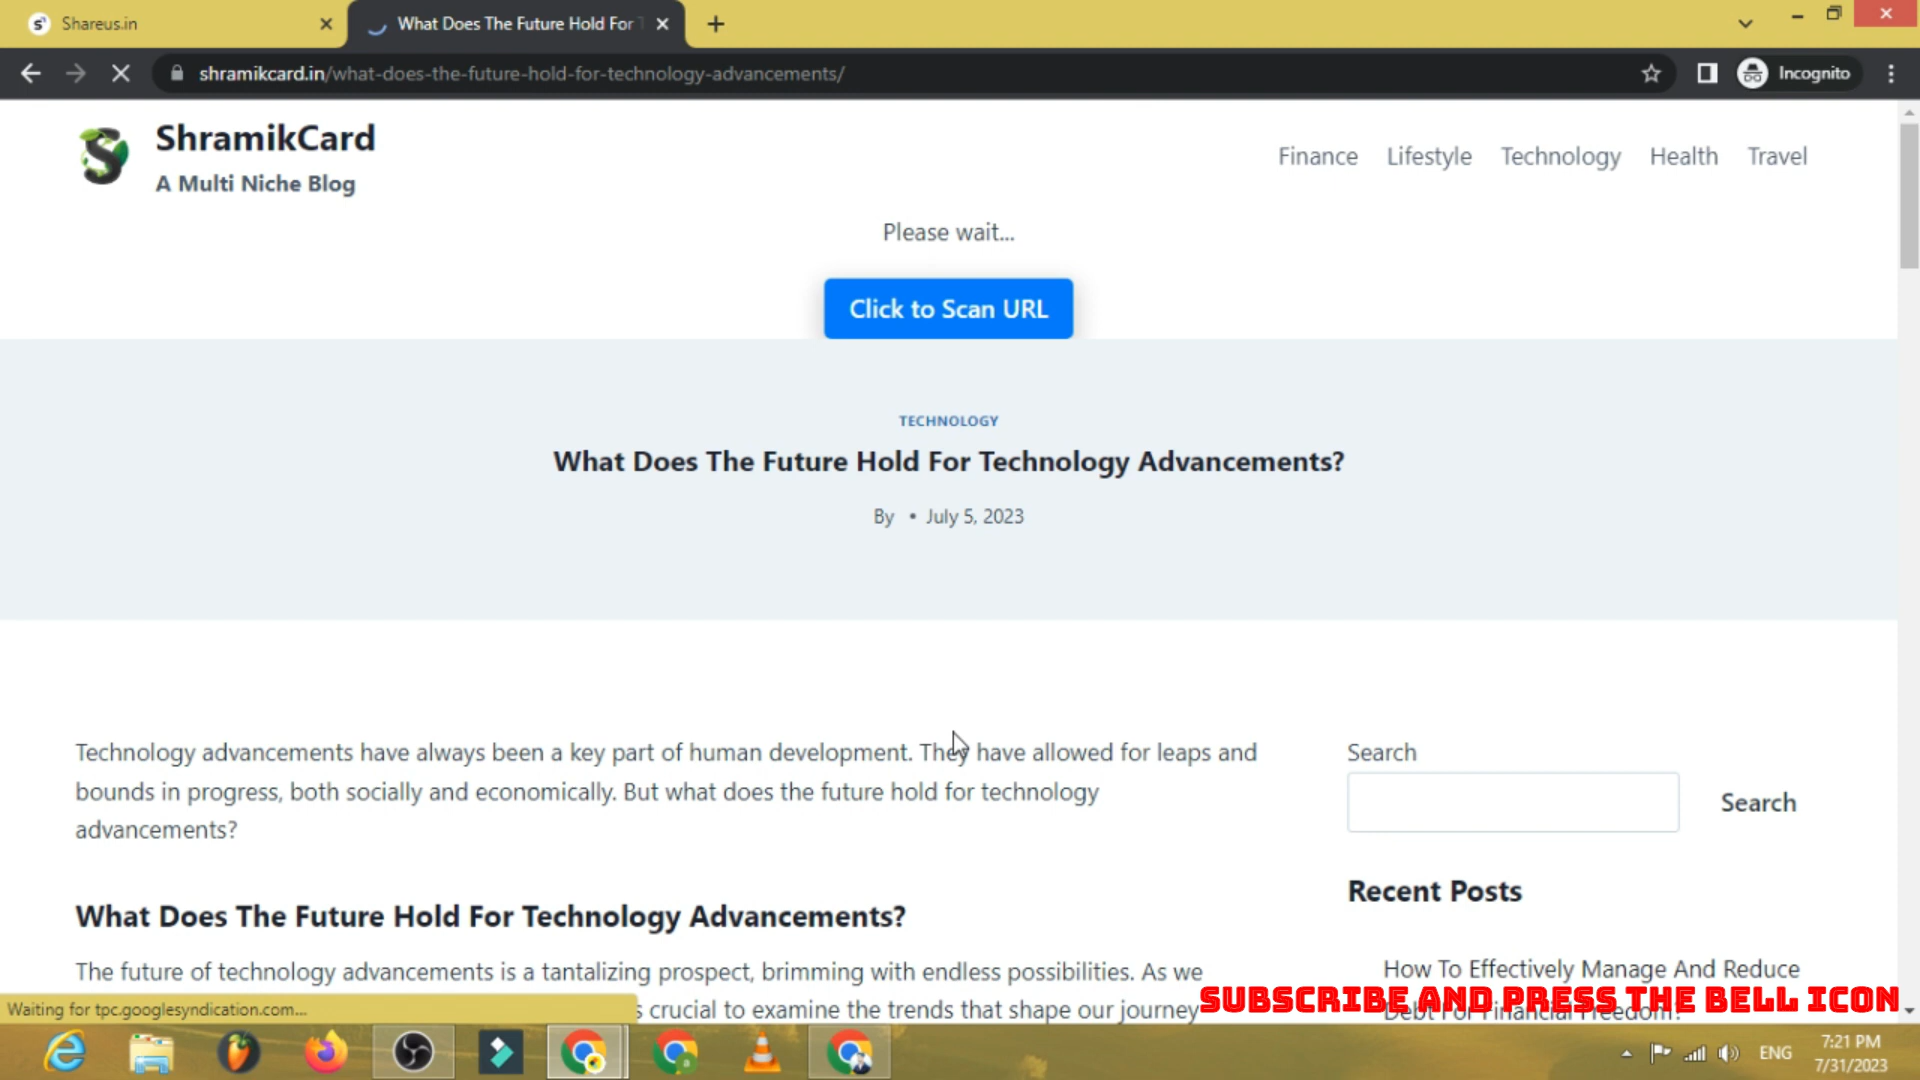 Shareus.in
What Does The Future Hold For T
shramikcard.in/what-does-the-future-hold-for-technology-advancements/
Incognito
ShramikCard
A Multi Niche Blog
Finance Lifestyle Technology Health Travel
Please wait...
Click to Scan URL
TECHNOLOGY
What Does The Future Hold For Technology Advancements?
By • July 5, 2023
Technology advancements have always been a key part of human development. They have allowed for leaps and
bounds in progress, both socially and economically. But what does the future hold for technology
advancements?
Search
Search
What Does The Future Hold For Technology Advancements?
Recent Posts
The future of technology advancements is a tantalizing prospect, brimming with endless possibilities. As we
s crucial to examine the trends that shape our journey
How To Effectively Manage And Reduce
Debt For Financial Freedom?
SUBSCRIBE AND PRESS THE BELL ICON
Waiting for tpc.googlesyndication.com...
ENG
7:21 PM
7/31/2023